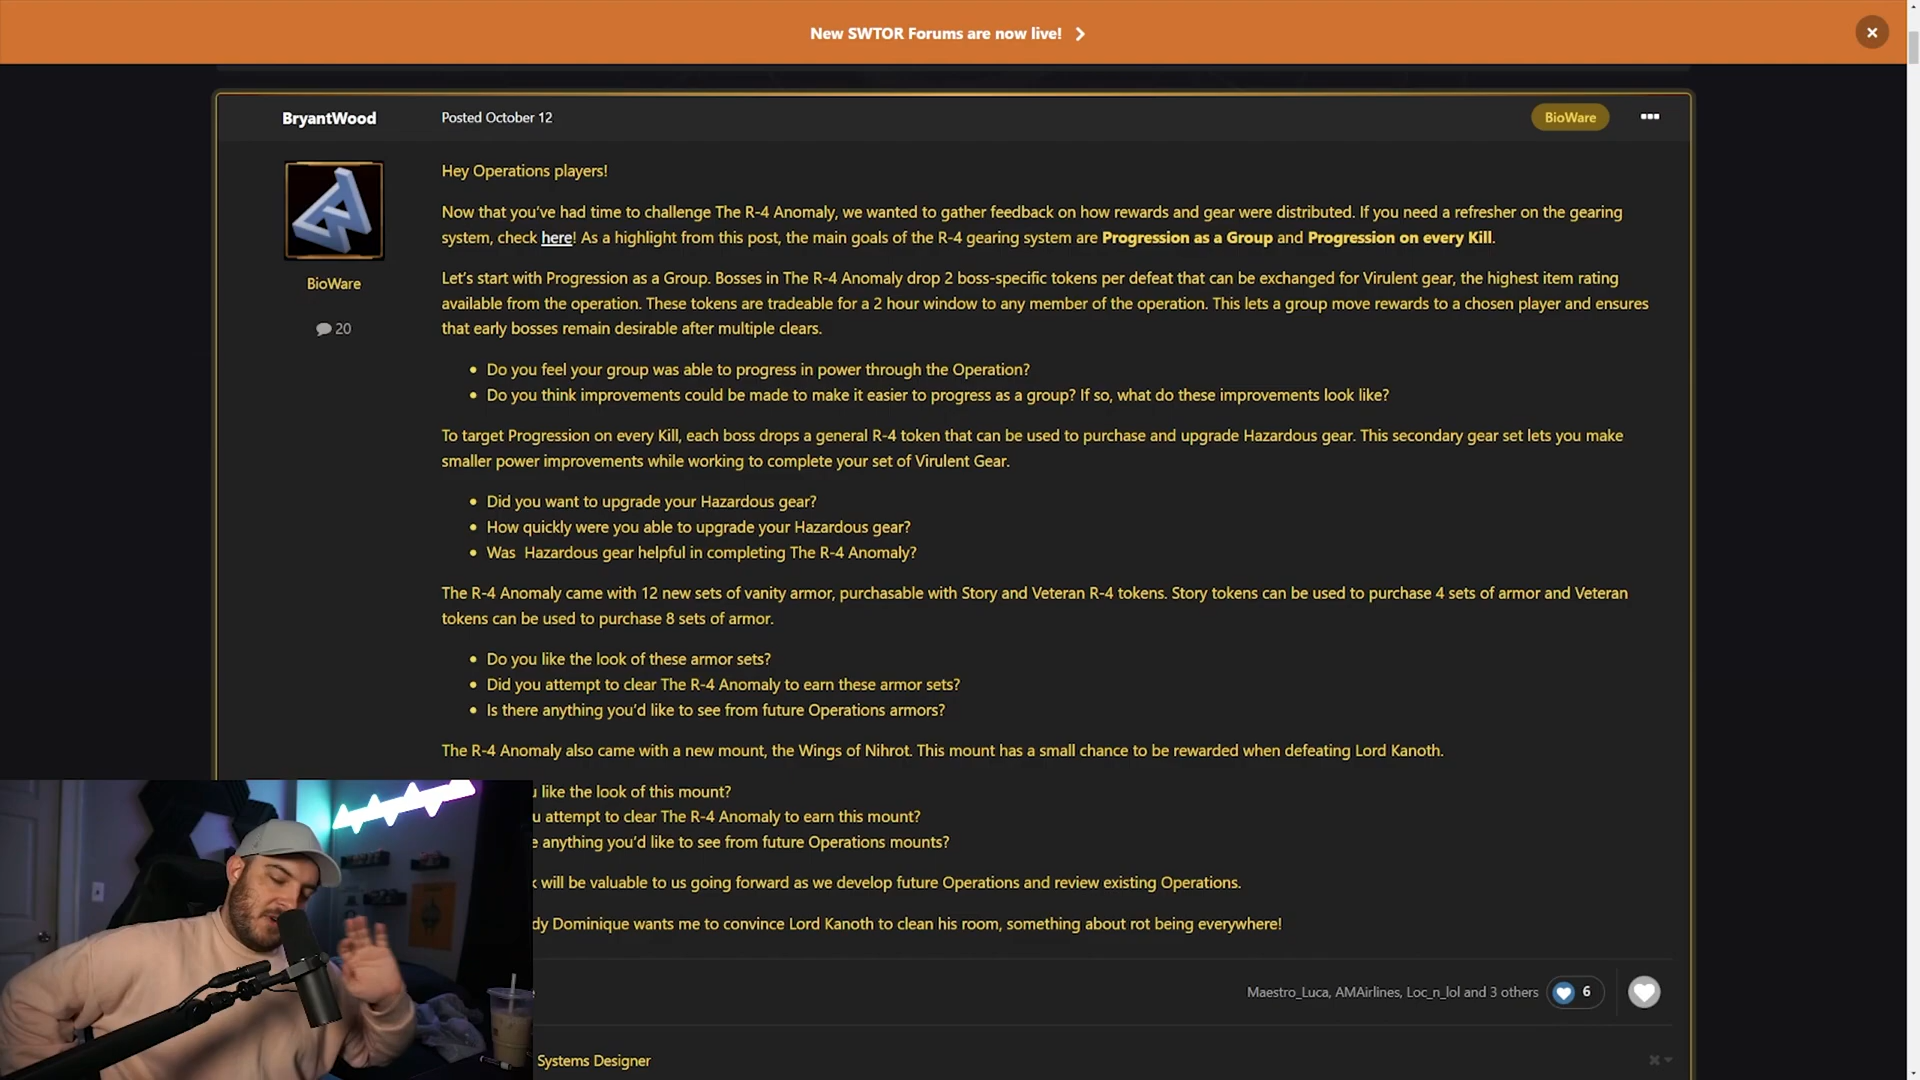 New SWTOR Forums are now live!
BryantWood
Posted October 12
BioWare
Hey Operations players!
Now that you've had time to challenge The R-4 Anomaly, we wanted to gather feedback on how rewards and gear were distributed. If you need a refresher on the gearing
system, check here! As a highlight from this post, the main goals of the R-4 gearing system are Progression as a Group and Progression on every Kill.
BioWare
20
Let's start with Progression as a Group. Bosses in The R-4 Anomaly drop 2 boss-specific tokens per defeat that can be exchanged for Virulent gear, the highest item rating
available from the operation. These tokens are tradeable for a 2 hour window to any member of the operation. This lets a group move rewards to a chosen player and ensures
that early bosses remain desirable after multiple clears.
• Do you feel your group was able to progress in power through the Operation?
• Do you think improvements could be made to make it easier to progress as a group? If so, what do these improvements look like?
To target Progression on every Kill, each boss drops a general R-4 token that can be used to purchase and upgrade Hazardous gear. This secondary gear set lets you make
smaller power improvements while working to complete your set of Virulent Gear.
• Did you want to upgrade your Hazardous gear?
• How quickly were you able to upgrade your Hazardous gear?
• Was  Hazardous gear helpful in completing The R-4 Anomaly?
The R-4 Anomaly came with 12 new sets of vanity armor, purchasable with Story and Veteran R-4 tokens. Story tokens can be used to purchase 4 sets of armor and Veteran
tokens can be used to purchase 8 sets of armor.
• Do you like the look of these armor sets?
• Did you attempt to clear The R-4 Anomaly to earn these armor sets?
• Is there anything you'd like to see from future Operations armors?
The R-4 Anomaly also came with a new mount, the Wings of Nihrot. This mount has a small chance to be rewarded when defeating Lord Kanoth.
like the look of this mount?
attempt to clear The R-4 Anomaly to earn this mount?
anything you'd like to see from future Operations mounts?
will be valuable to us going forward as we develop future Operations and review existing Operations.
Dominique wants me to convince Lord Kanoth to clean his room, something about rot being everywhere!
Maestro_Luca, AMAirlines, Loc_n_lol and 3 others
6
Systems Designer